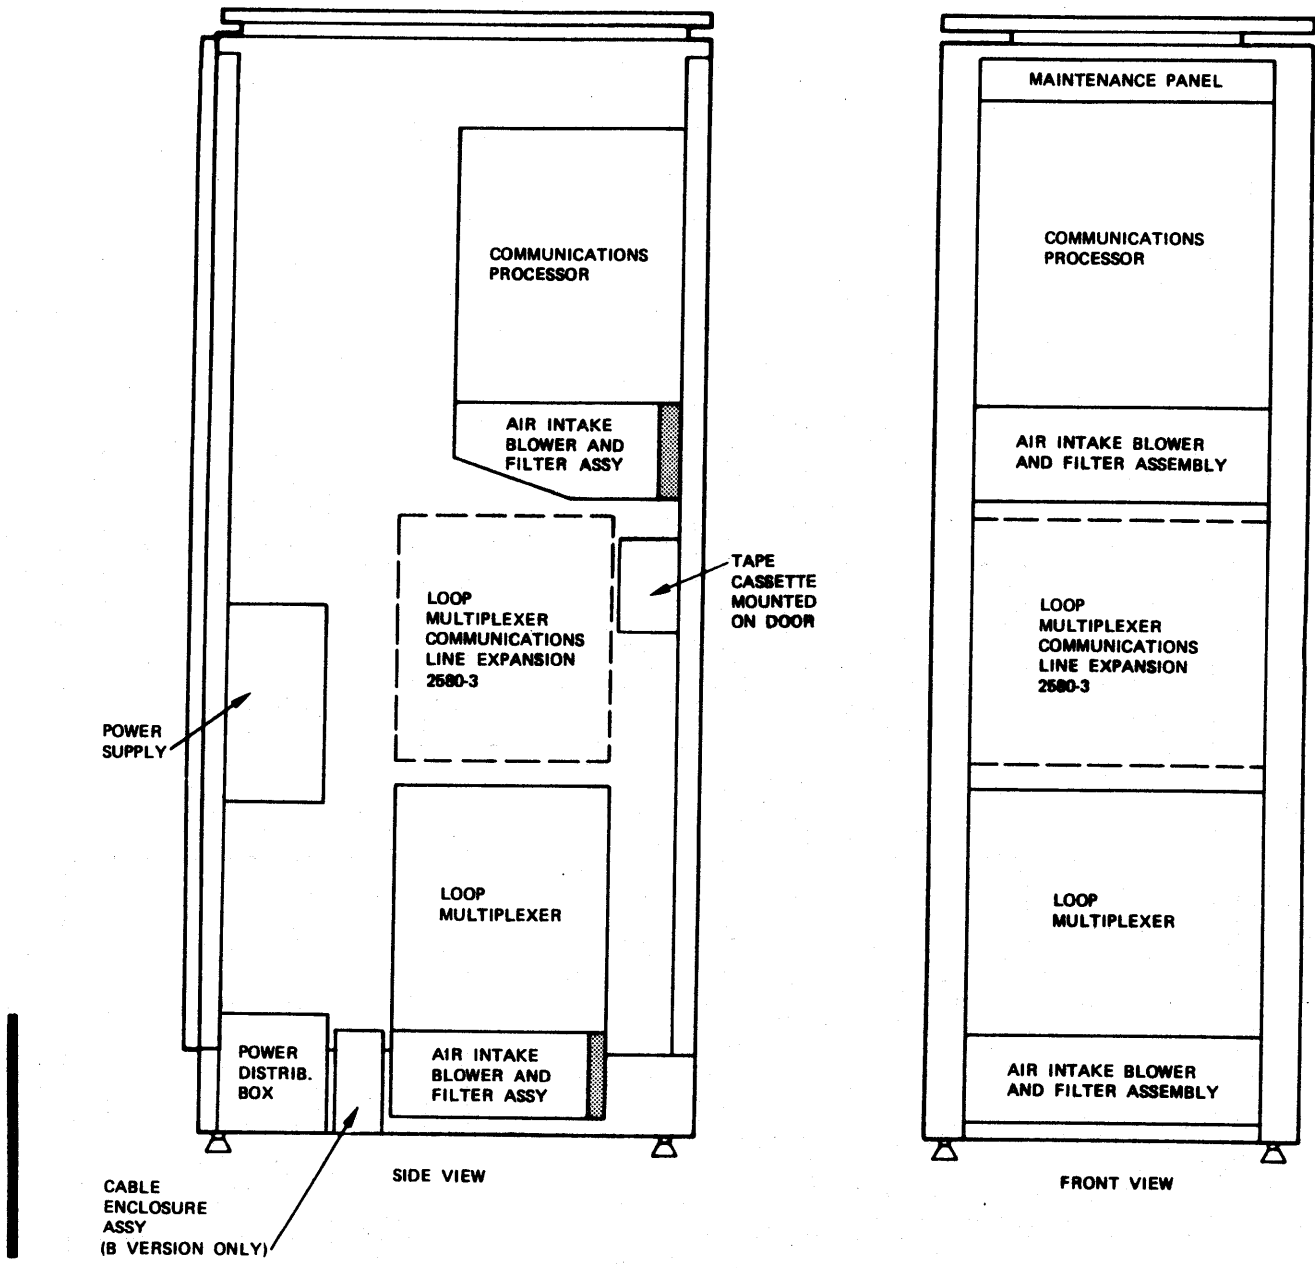 COMMUNICATIONS
PROCESSOR
AIR INTAKE
BLOWER AND
FILTER ASSY
LOOP
MULTIPLEXER
COMMUNICATIONS
LINE EXPANSION
2580-3
TAPE
CASSETTE
MOUNTED
ON DOOR
POWER
SUPPLY
LOOP
MULTIPLEXER
POWER
DISTRIB.
BOX
AIR INTAKE
BLOWER AND
FILTER ASSY
CABLE
ENCLOSURE
ASSY
(B VERSION ONLY)
SIDE VIEW
MAINTENANCE PANEL
COMMUNICATIONS
PROCESSOR
AIR INTAKE BLOWER
AND FILTER ASSEMBLY
LOOP
MULTIPLEXER
COMMUNICATIONS
LINE EXPANSION
2580-3
LOOP
MULTIPLEXER
AIR INTAKE BLOWER
AND FILTER ASSEMBLY
FRONT VIEW